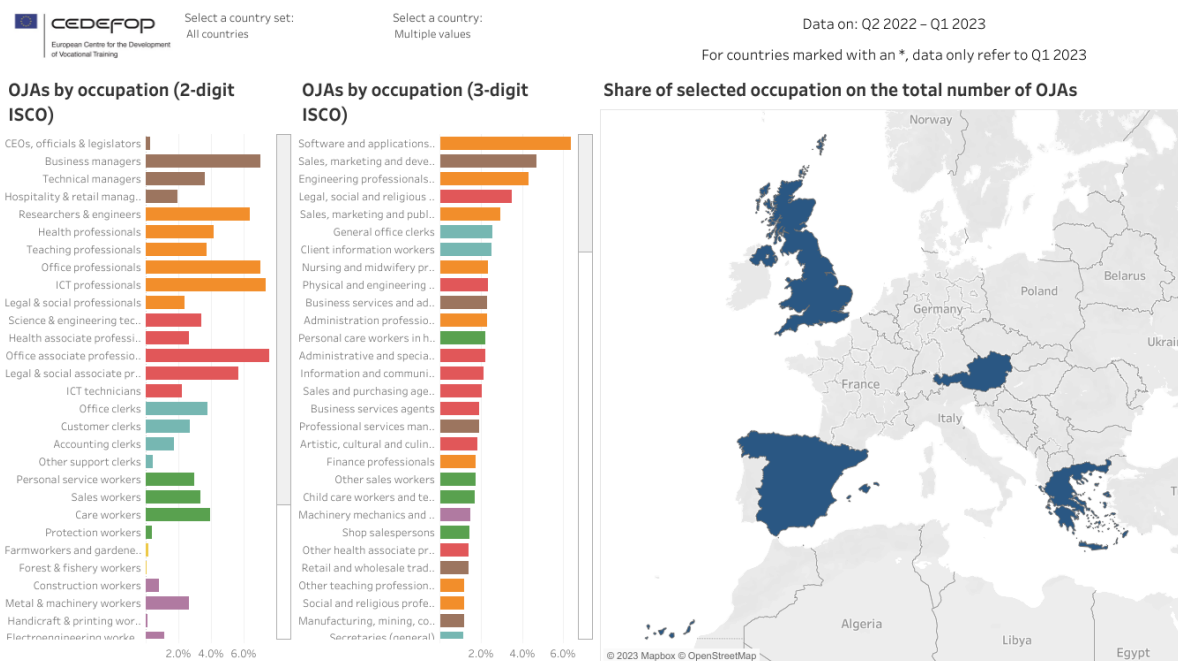 CEDEFOP
European Centre for the Development
of Vocational Training
Select a country set:
All countries
Select a country:
Multiple values
Data on: Q2 2022 – Q1 2023
For countries marked with an *, data only refer to Q1 2023
OJAs by occupation (2-digit
ISCO)
CEOs, officials & legislators
Business managers
Technical managers
Hospitality & retail manag..
Researchers & engineers
Health professionals
Teaching professionals
Office professionals
ICT professionals
Legal & social professionals
Science & engineering tec..
Health associate professi..
Office associate professio..
Legal & social associate pr..
ICT technicians
Office clerks
Customer clerks
Accounting clerks
Other support clerks
Personal service workers
Sales workers
Care workers
Protection workers
Farmworkers and gardene..
Forest & fishery workers
Construction workers
Metal & machinery workers
Handicraft & printing wor..
Electroengineering worke..
2.0% 4.0% 6.0%
OJAs by occupation (3-digit
ISCO)
Software and applications..
Sales, marketing and deve..
Engineering professionals..
Legal, social and religious ..
Sales, marketing and publ..
General office clerks
Client information workers
Nursing and midwifery pr..
Physical and engineering ..
Business services and ad..
Administration professio..
Personal care workers in h..
Administrative and specia..
Information and communi..
Sales and purchasing age..
Business services agents
Professional services man..
Artistic, cultural and culin..
Finance professionals
Other sales workers
Child care workers and te..
Machinery mechanics and ..
Shop salespersons
Other health associate pr..
Retail and wholesale trad..
Other teaching profession..
Social and religious profe..
Manufacturing, mining, co..
Secretaries (general)
2.0% 4.0% 6.0%
Share of selected occupation on the total number of OJAs
Norway
Belarus
Poland
Germany
Ukrai
France
Italy
T
Algeria
Libya
Egypt
© 2023 Mapbox © OpenStreetMap